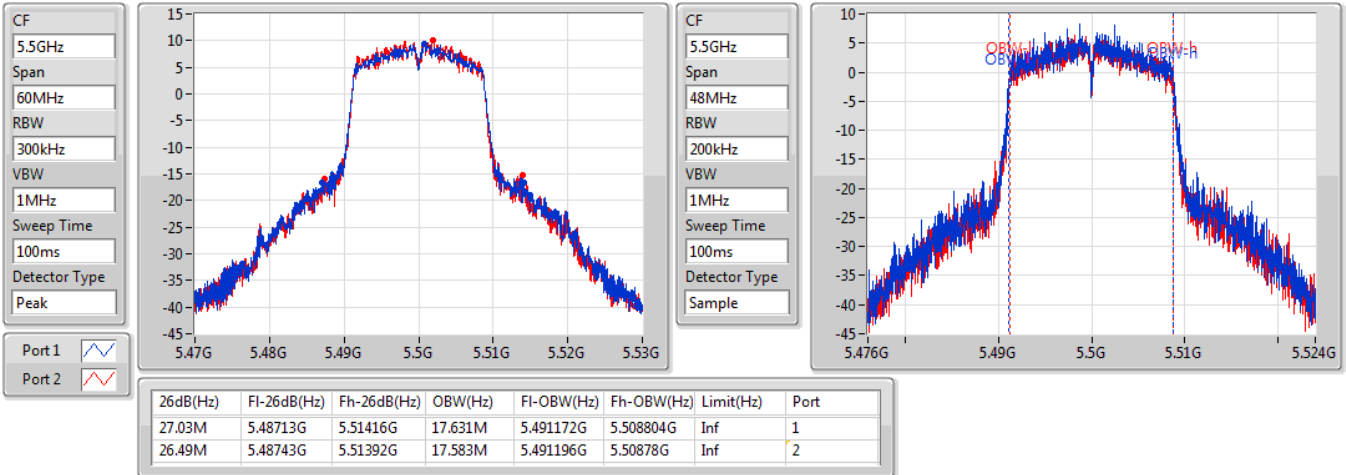 CF
5.5GHz
Span
60MHz
RBW
300kHz
VBW
1MHz
Sweep Time
100ms
Detector Type
Peak
Port 1
Port 2
15
10
5
0
-5
-10
-15
-20
-25
-30
-35
-40
-45
5.47G 5.48G 5.49G 5.5G 5.51G 5.52G 5.53G
CF
5.5GHz
Span
48MHz
RBW
200kHz
VBW
1MHz
Sweep Time
100ms
Detector Type
Sample
10
5
0
-5
-10
-15
-20
-25
-30
-35
-40
-45
OBW-h
5.476G 5.49G 5.5G 5.51G 5.524G
26dB(Hz) Fl-26dB(Hz) Fh-26dB(Hz) OBW(Hz) Fl-OBW(Hz) Fh-OBW(Hz) Limit(Hz) Port
27.03M 5.48713G 5.51416G 17.631M 5.491172G 5.508804G Inf 1
26.49M 5.48743G 5.51392G 17.583M 5.491196G 5.50878G Inf 2